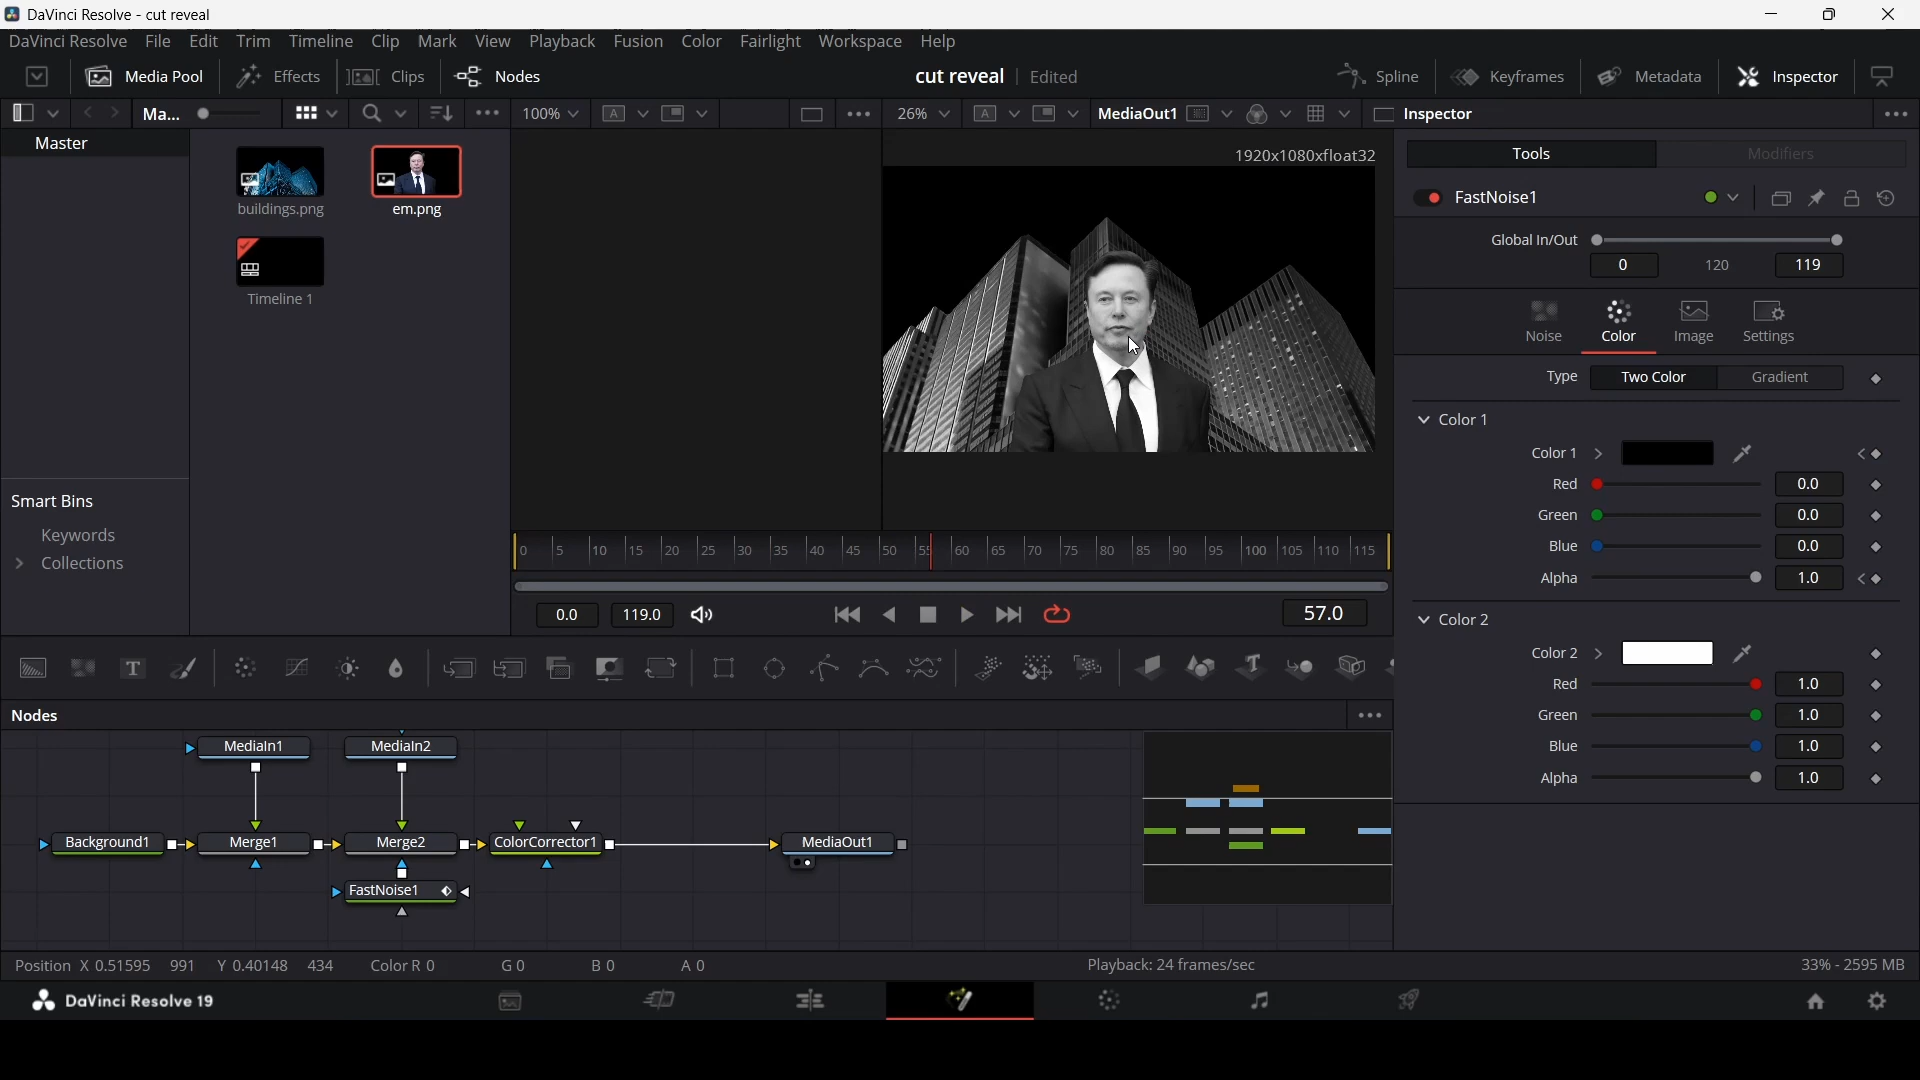 DaVinci Resolve - cut reveal
DaVinci Resolve File Edit Trim Timeline Clip Mark View Playback Fusion Color Fairlight Workspace Help
Media Pool Effects Clips Nodes cut reveal Edited Spline Keyframes Metadata Inspector
Ma... 100% A 26% A MediaOut1 Inspector
Master
buildings.png em.png
Timeline 1
Smart Bins
Keywords
Collections
1920x1080xfloat32
Tools Modifiers
FastNoise1
Global In/Out
0 120 119
Noise Color Image Settings
Type Two Color Gradient
Color 1
Color 1
Red 0.0
Green 0.0
Blue 0.0
Alpha 1.0
Color 2
Color 2
Red 1.0
Green 1.0
Blue 1.0
Alpha 1.0
0 5 10 15 20 25 30 35 40 45 50 55 60 65 70 75 80 85 90 95 100 105 110 115
0.0 119.0 57.0
T T
Nodes
MediaIn1 MediaIn2
Background1 Merge1 Merge2 ColorCorrector1 MediaOut1
FastNoise1
Position X 0.51595 991 Y 0.40148 434 Color R 0 G 0 B 0 A 0 Playback: 24 frames/sec 33% - 2595 MB
DaVinci Resolve 19